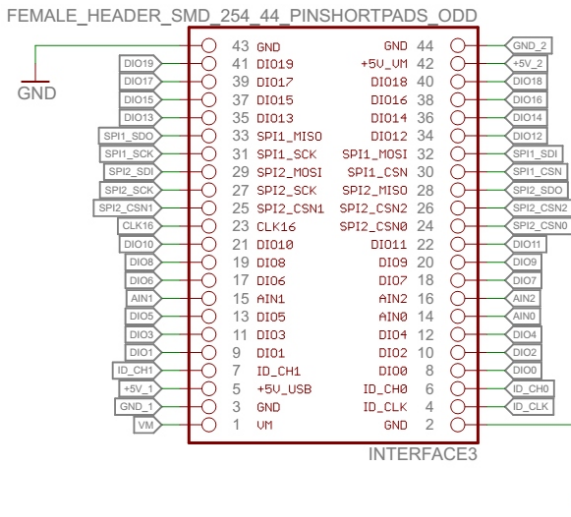 FEMALE_HEADER_SMD_254_44_PINSHORTPADS_ODD
43 GND GND 44 GND_2
DIO19 41 DIO19 +5V_VM 42 +5V_2
GND
DIO17 39 DIO17 DIO18 40 DIO18
DIO15 37 DIO15 DIO16 38 DIO16
DIO13 35 DIO13 DIO14 36 DIO14
SPI1_SDO 33 SPI1_MISO DIO12 34 DIO12
SPI1_SCK 31 SPI1_SCK SPI1_MOSI 32 SPI1_SDI
SPI2_SDI 29 SPI2_MOSI SPI1_CSN 30 SPI1_CSN
SPI2_SCK 27 SPI2_SCK SPI2_MISO 28 SPI2_SDO
SPI2_CSN1 25 SPI2_CSN1 SPI2_CSN2 26 SPI2_CSN2
CLK16 23 CLK16 SPI2_CSN0 24 SPI2_CSN0
DIO10 21 DIO10 DIO11 22 DIO11
DIO8 19 DIO8 DIO9 20 DIO9
DIO6 17 DIO6 DIO7 18 DIO7
AIN1 15 AIN1 AIN2 16 AIN2
DIO5 13 DIO5 AIN0 14 AIN0
DIO3 11 DIO3 DIO4 12 DIO4
DIO1 9 DIO1 DIO2 10 DIO2
ID_CH1 7 ID_CH1 DIO0 8 DIO0
+5V_1 5 +5V_USB ID_CH0 6 ID_CH0
GND_1 3 GND ID_CLK 4 ID_CLK
VM 1 VM GND 2
INTERFACE3